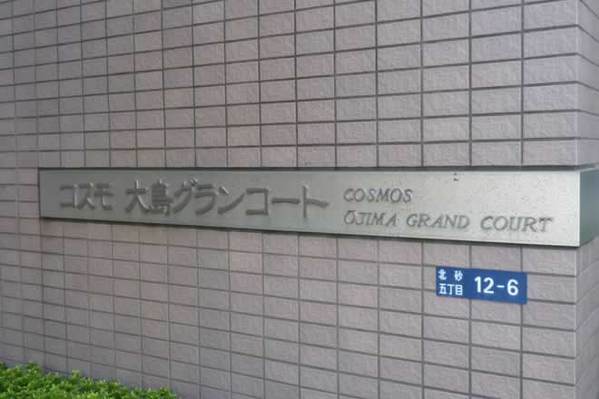 コスモ 大島グランコート
COSMOS
ŌJIMA GRAND COURT
北砂
五丁目
12-6